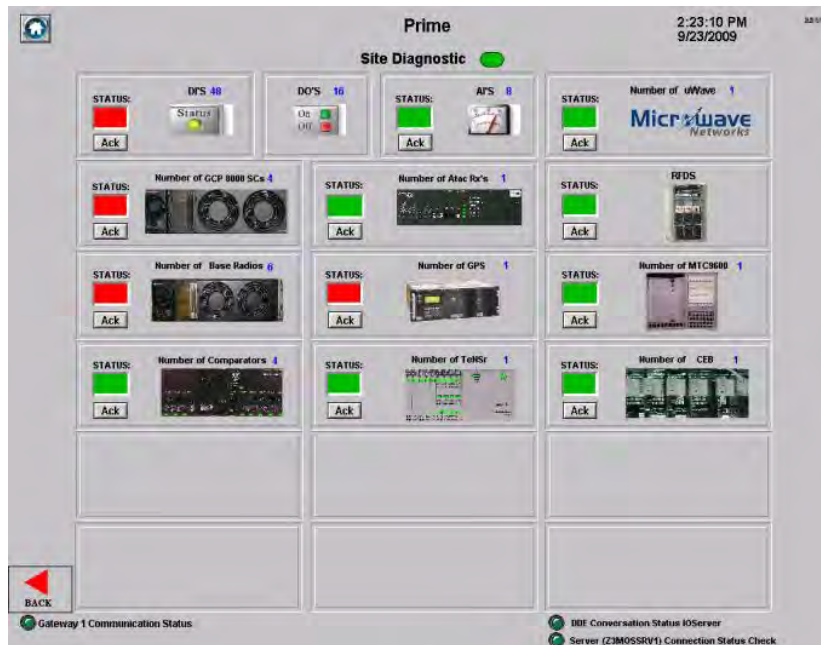 Prime
2:23:10 PM
9/23/2009
Site Diagnostic
STATUS: DI'S 48
Status
Ack
DO'S 16
On
Off
STATUS: AI'S 8
Ack
STATUS: Number of uWave 1
Microwave
Networks
Ack
STATUS: Number of GCP 8000 SCs 4
Ack
STATUS: Number of Atac Rx's 1
Ack
STATUS: RFDS
Ack
STATUS: Number of Base Radios 6
Ack
STATUS: Number of GPS 1
Ack
STATUS: Number of MTC9600 1
Ack
STATUS: Number of Comparators 4
Ack
STATUS: Number of TeNSr 1
Ack
STATUS: Number of CEB 1
Ack
BACK
Gateway 1 Communication Status
DDE Conversation Status IOServer
Server (Z3MOSSRV1) Connection Status Check